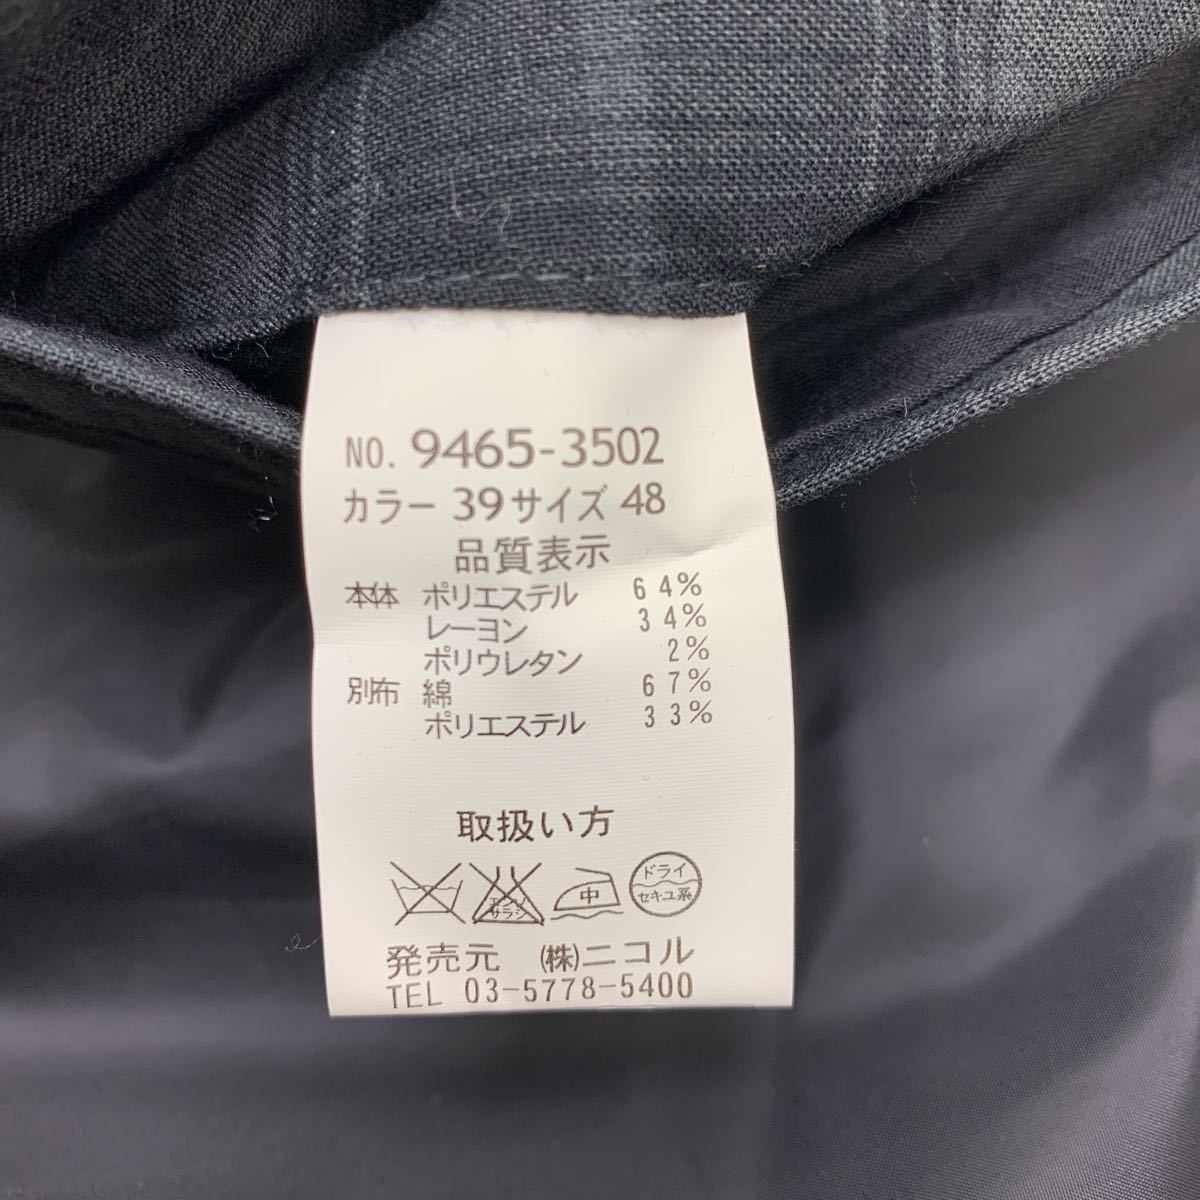 NO. 9465-3502
カラー 39 サイズ 48
品質表示
本体 ポリエステル 64%
レーヨン 34%
ポリウレタン 2%
別布 綿 67%
ポリエステル 33%
取扱い方
エンソ サラシ 中 ドライ セキユ系
発売元 (株)ニコル
TEL 03-5778-5400